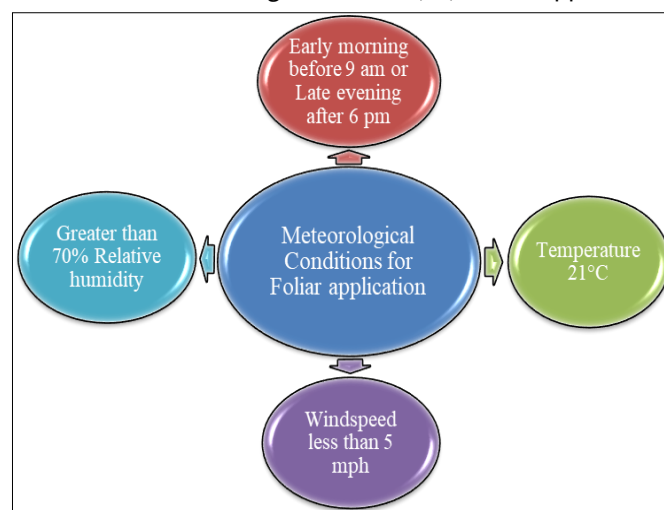 Early morning
before 9 am or
Late evening
after 6 pm
Greater than
70% Relative
humidity
Meteorological
Conditions for
Foliar application
Temperature
21°C
Windspeed
less than 5
mph